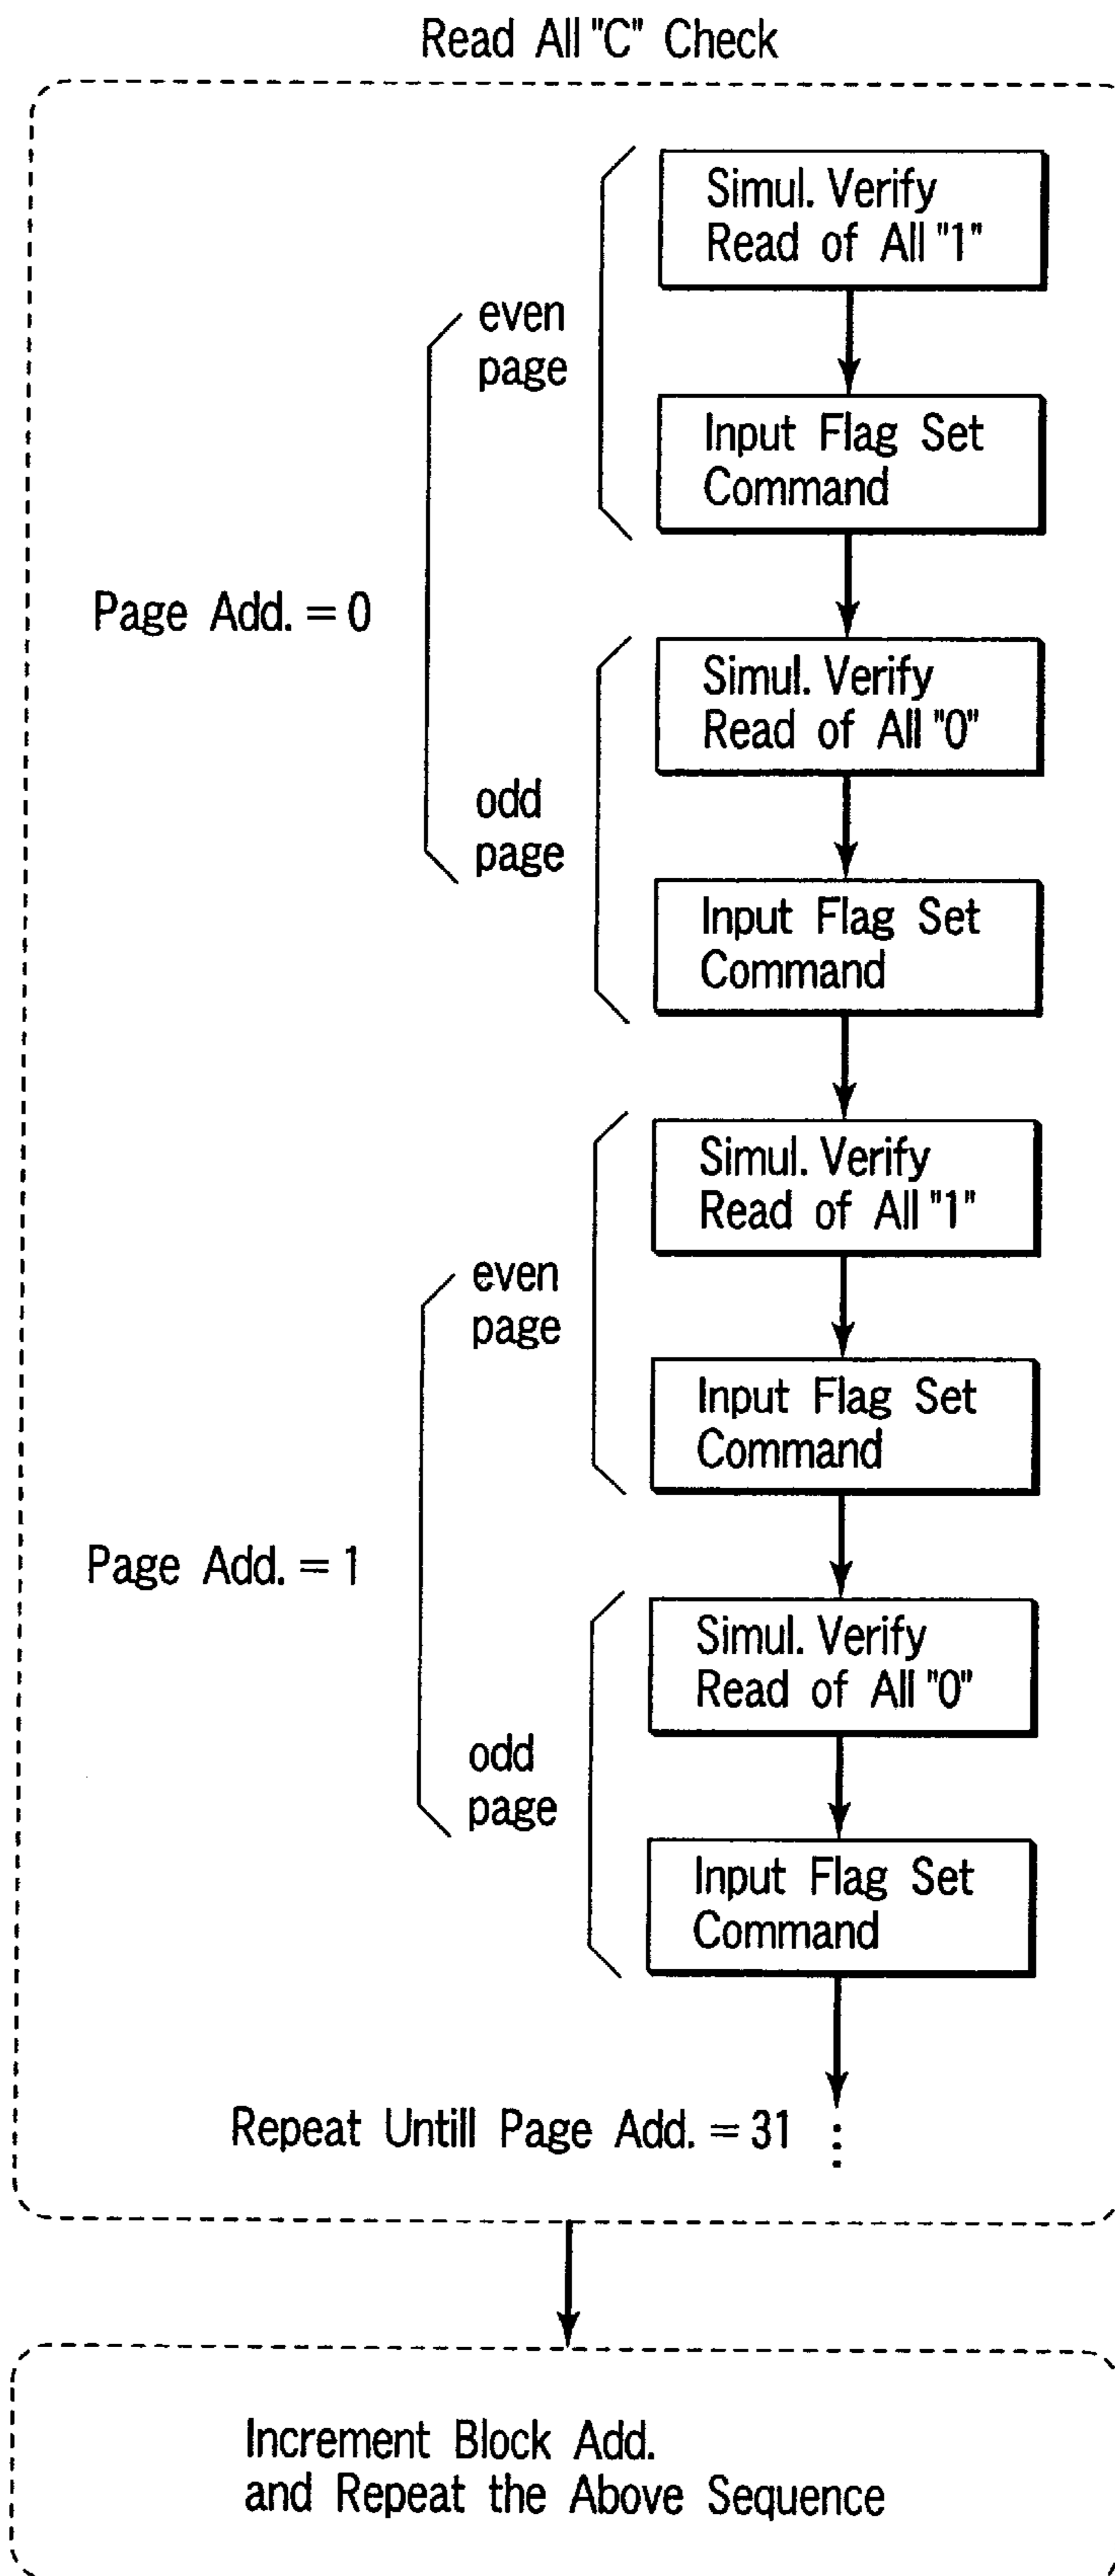 Read All "C" Check
Simul. Verify
Read of All "1"
even
page
Input Flag Set
Command
Page Add. = 0
Simul. Verify
Read of All "0"
odd
page
Input Flag Set
Command
Simul. Verify
Read of All "1"
even
page
Input Flag Set
Command
Page Add. = 1
Simul. Verify
Read of All "0"
odd
page
Input Flag Set
Command
Repeat Untill Page Add. = 31
Increment Block Add.
and Repeat the Above Sequence